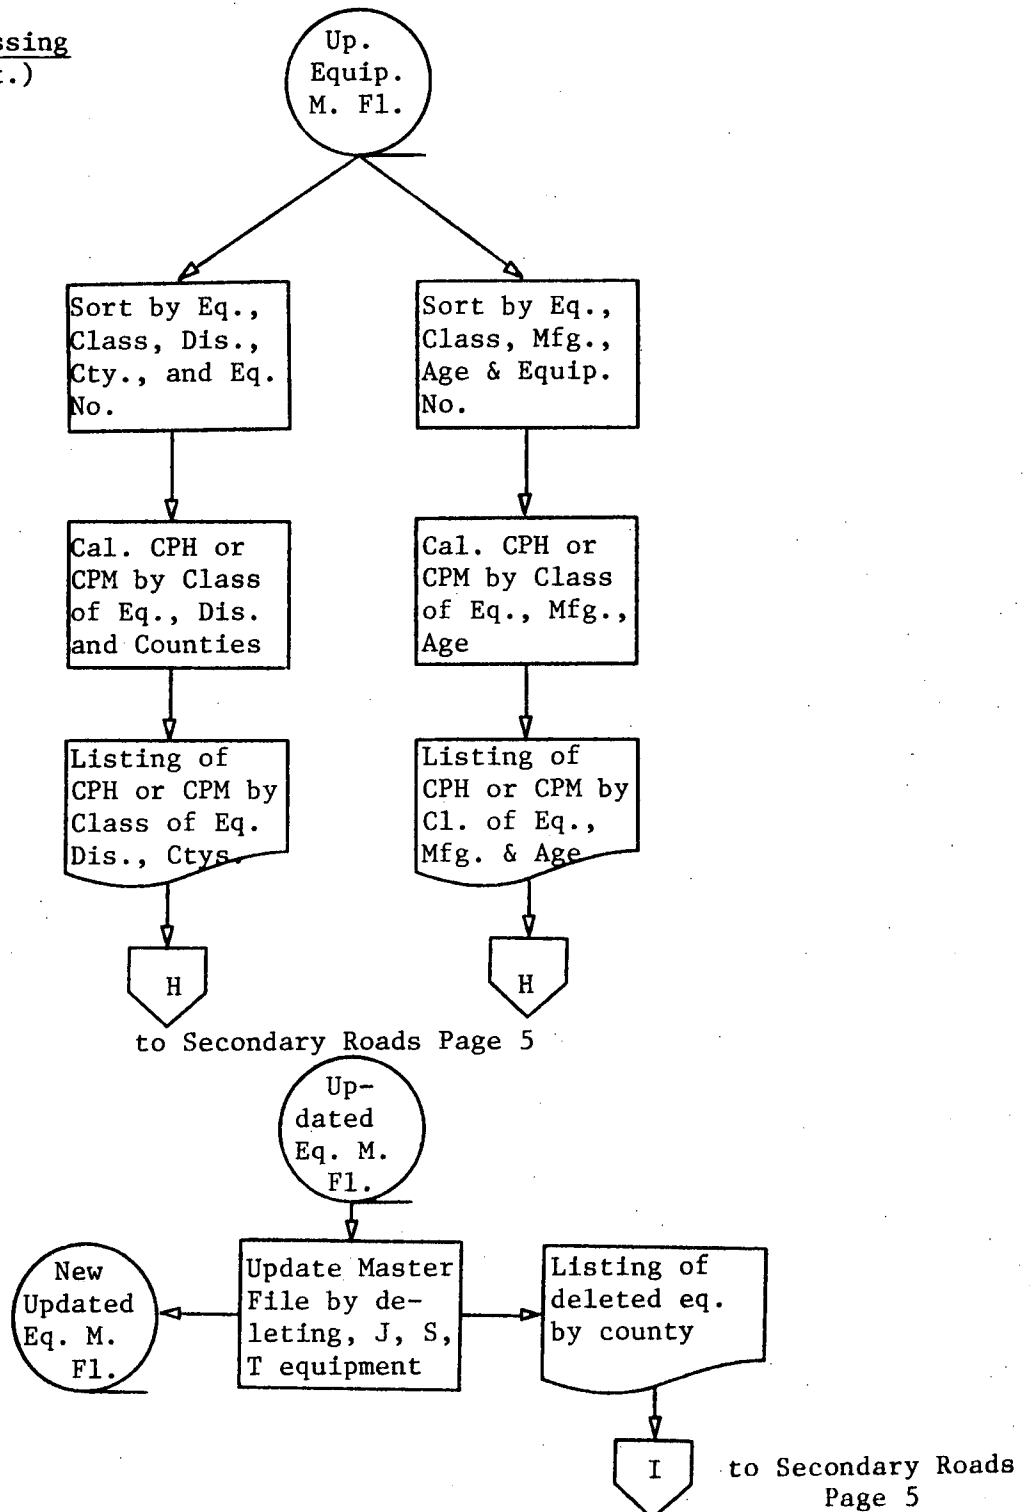 Up.
Equip.
M. Fl.
Sort by Eq.,
Class, Dis.,
Cty., and Eq.
No.
Sort by Eq.,
Class, Mfg.,
Age & Equip.
No.
Cal. CPH or
CPM by Class
of Eq., Dis.
and Counties
Cal. CPH or
CPM by Class
of Eq., Mfg.,
Age
Listing of
CPH or CPM by
Class of Eq.
Dis., Ctys.
Listing of
CPH or CPM by
Cl. of Eq.,
Mfg. & Age
H
H
to Secondary Roads Page 5
Up-
dated
Eq. M.
Fl.
New
Updated
Eq. M.
Fl.
Update Master
File by de-
leting, J, S,
T equipment
Listing of
deleted eq.
by county
I
to Secondary Roads
Page 5